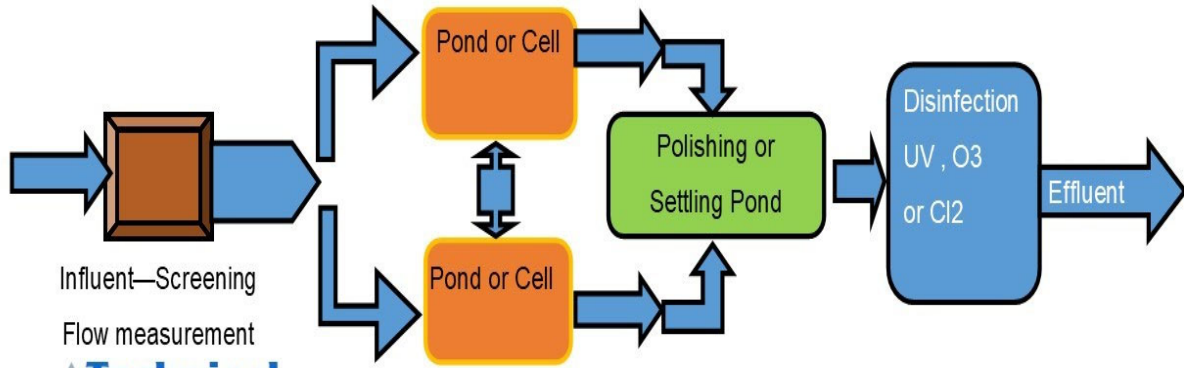 Pond or Cell
Disinfection
UV , O3
or Cl2
Polishing or
Settling Pond
Effluent
Pond or Cell
Influent—Screening
Flow measurement